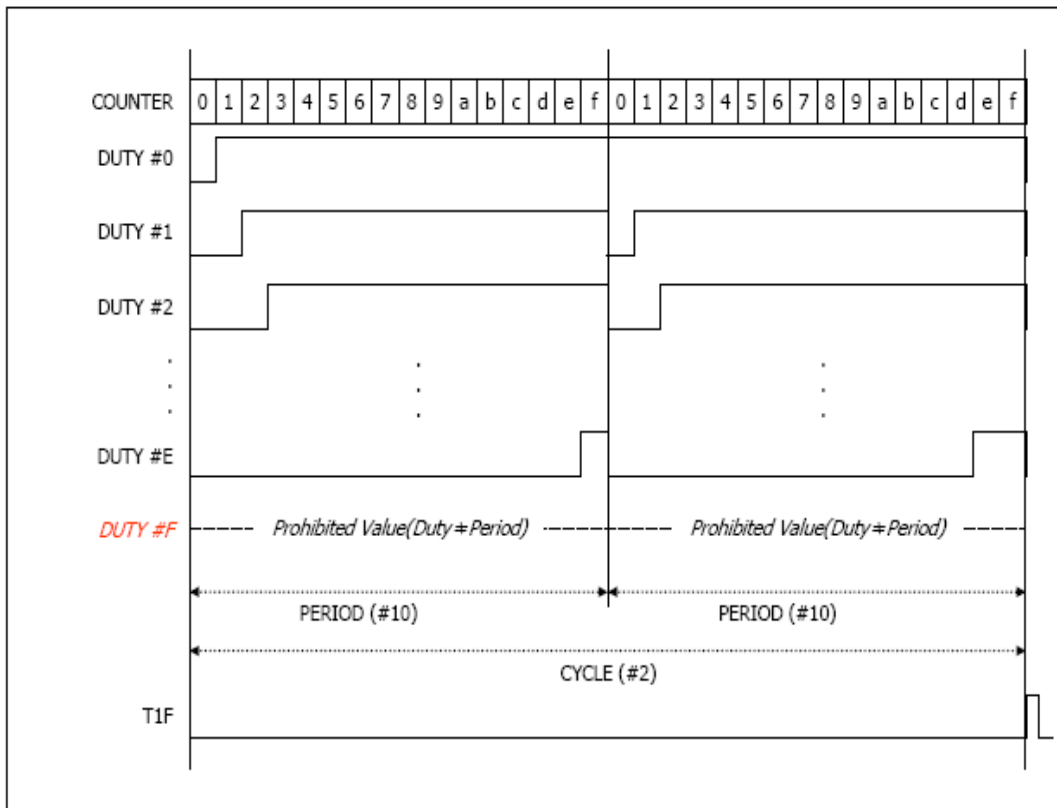 COUNTER 0 1 2 3 4 5 6 7 8 9 a b c d e f 0 1 2 3 4 5 6 7 8 9 a b c d e f
DUTY #0
DUTY #1
DUTY #2
DUTY #E
DUTY #F Prohibited Value(Duty≠Period) Prohibited Value(Duty≠Period)
PERIOD (#10) PERIOD (#10)
CYCLE (#2)
T1F